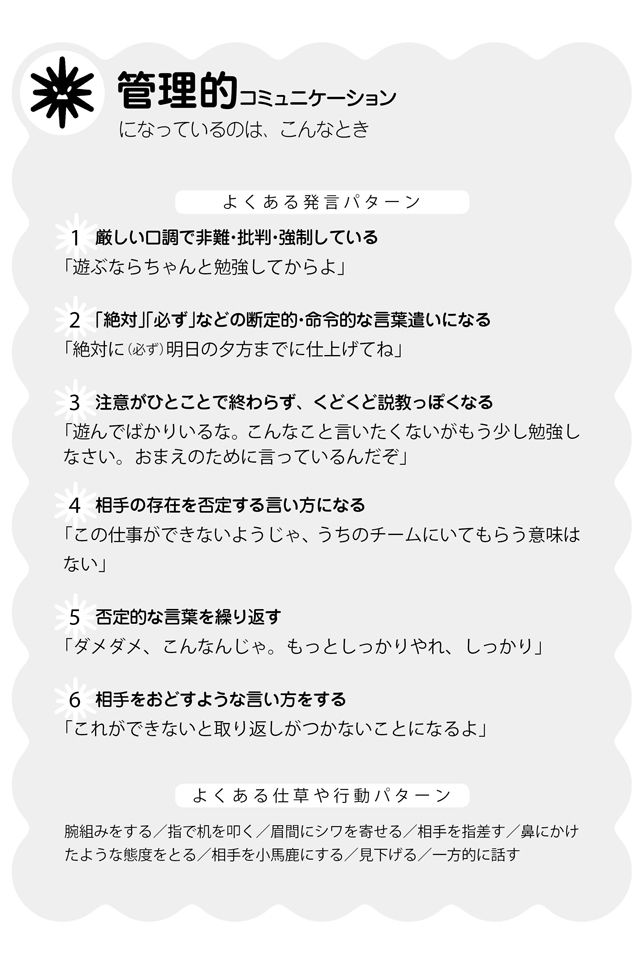 管理的コミュニケーション
になっているのは、こんなとき
よくある発言パターン
1 厳しい口調で非難・批判・強制している
「遊ぶならちゃんと勉強してからよ」
2 「絶対」「必ず」などの断定的・命令的な言葉遣いになる
「絶対に（必ず）明日の夕方までに仕上げてね」
3 注意がひとことで終わらず、くどくど説教っぽくなる
「遊んでばかりいるな。こんなこと言いたくないがもう少し勉強し
なさい。おまえのために言っているんだぞ」
4 相手の存在を否定する言い方になる
「この仕事ができないようじゃ、うちのチームにいてもらう意味は
ない」
5 否定的な言葉を繰り返す
「ダメダメ、こんなんじゃ。もっとしっかりやれ、しっかり」
6 相手をおどすような言い方をする
「これができないと取り返しがつかないことになるよ」
よくある仕草や行動パターン
腕組みをする／指で机を叩く／眉間にシワを寄せる／相手を指差す／鼻にかけ
たような態度をとる／相手を小馬鹿にする／見下げる／一方的に話す